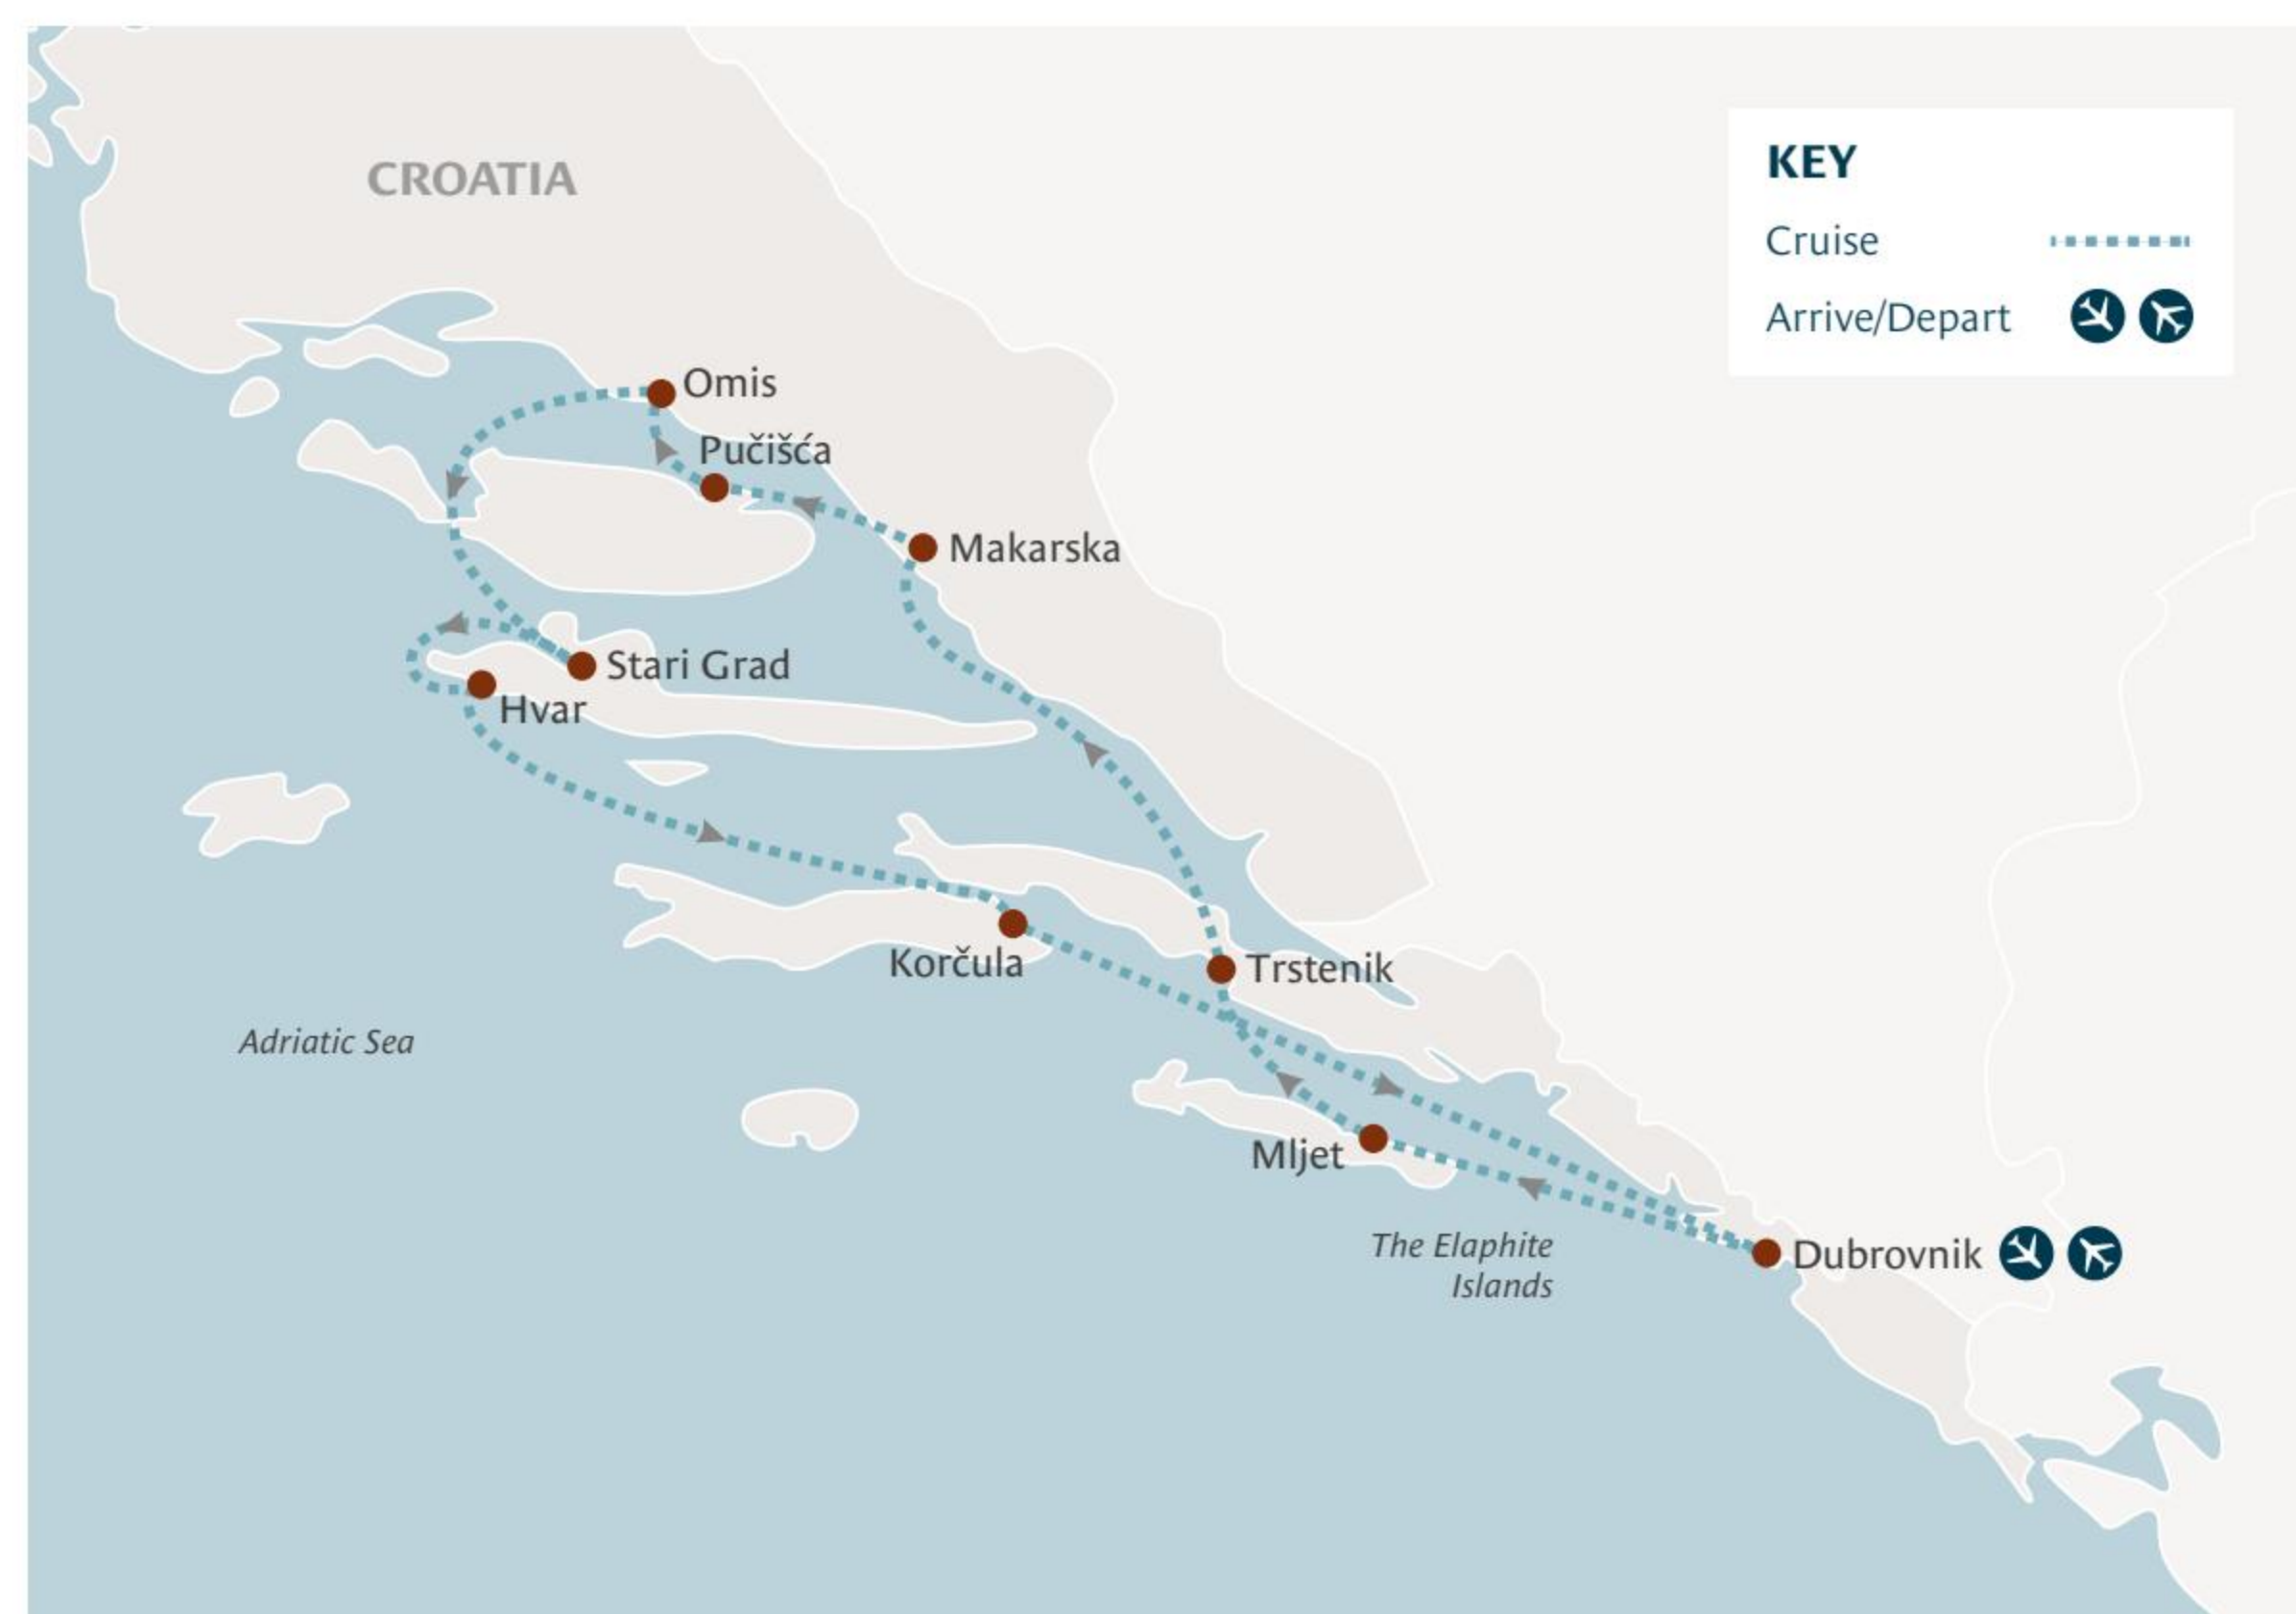 CROATIA
KEY
Cruise
Arrive/Depart
Omis
Pučišća
Makarska
Stari Grad
Hvar
Korčula
Trstenik
Adriatic Sea
Mljet
The Elaphite
Islands
Dubrovnik